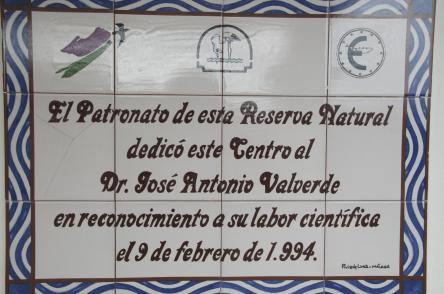 El Patronato de esta Reserva Natural
dedicó este Centro al
Dr. José Antonio Valverde
en reconocimiento a su labor científica
el 9 de febrero de 1.994.